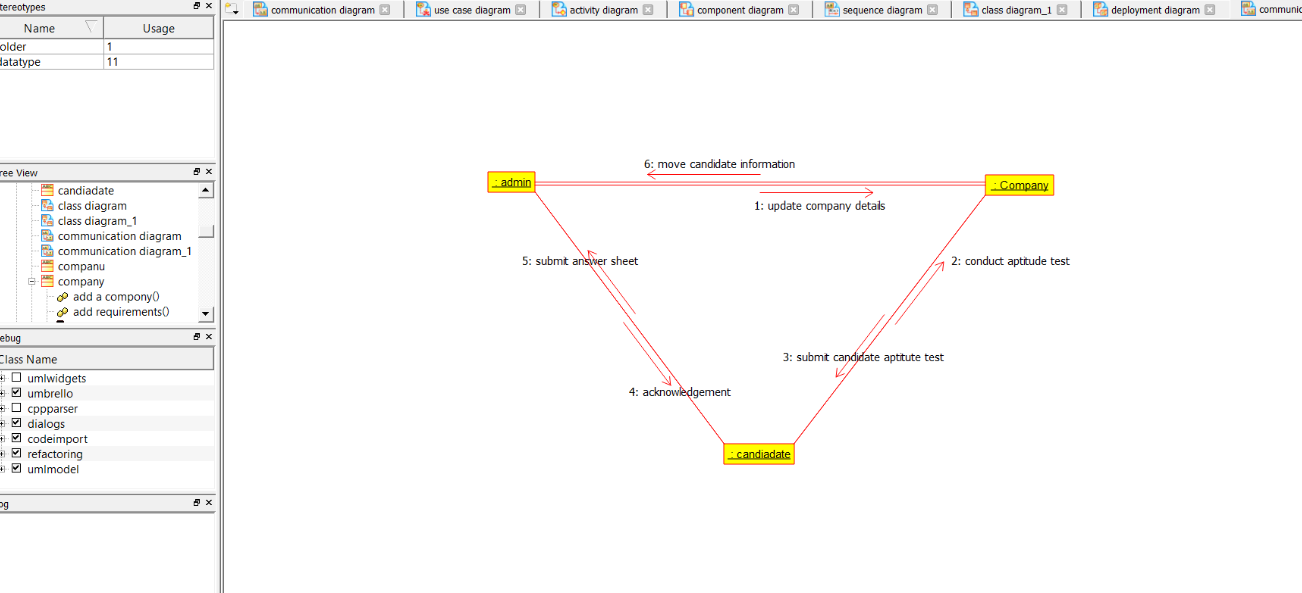 tereotypes
communication diagram
use case diagram
activity diagram
component diagram
sequence diagram
class diagram_1
deployment diagram
communic
Name Usage
older 1
datatype 11
ree View
candiadate
class diagram
class diagram_1
communication diagram
communication diagram_1
companu
company
add a compony()
add requirements()
ebug
Class Name
umlwidgets
umbrello
cppparser
dialogs
codeimport
refactoring
umlmodel
og
6: move candidate information
: admin
: Company
1: update company details
5: submit answer sheet
2: conduct aptitude test
3: submit candidate aptitute test
4: acknowledgement
: candiadate